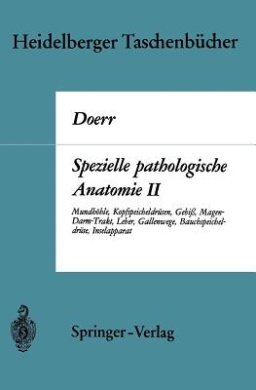 Heidelberger Taschenbücher
Doerr
Spezielle pathologische
Anatomie II
Mundhöhle, Kopfspeicheldrüsen, Gebiß, Magen-
Darm-Trakt, Leber, Gallenwege, Bauchspeichel-
drüse, Inselapparat
Springer-Verlag